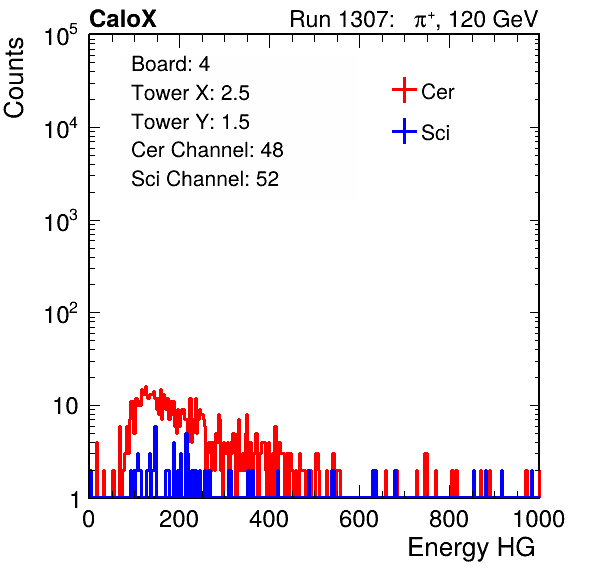 CaloX Run 1307: π⁺, 120 GeV
Counts
Board: 4
Tower X: 2.5
Tower Y: 1.5
Cer Channel: 48
Sci Channel: 52
Cer
Sci
10⁵
10⁴
10³
10²
10
1
0 200 400 600 800 1000
Energy HG